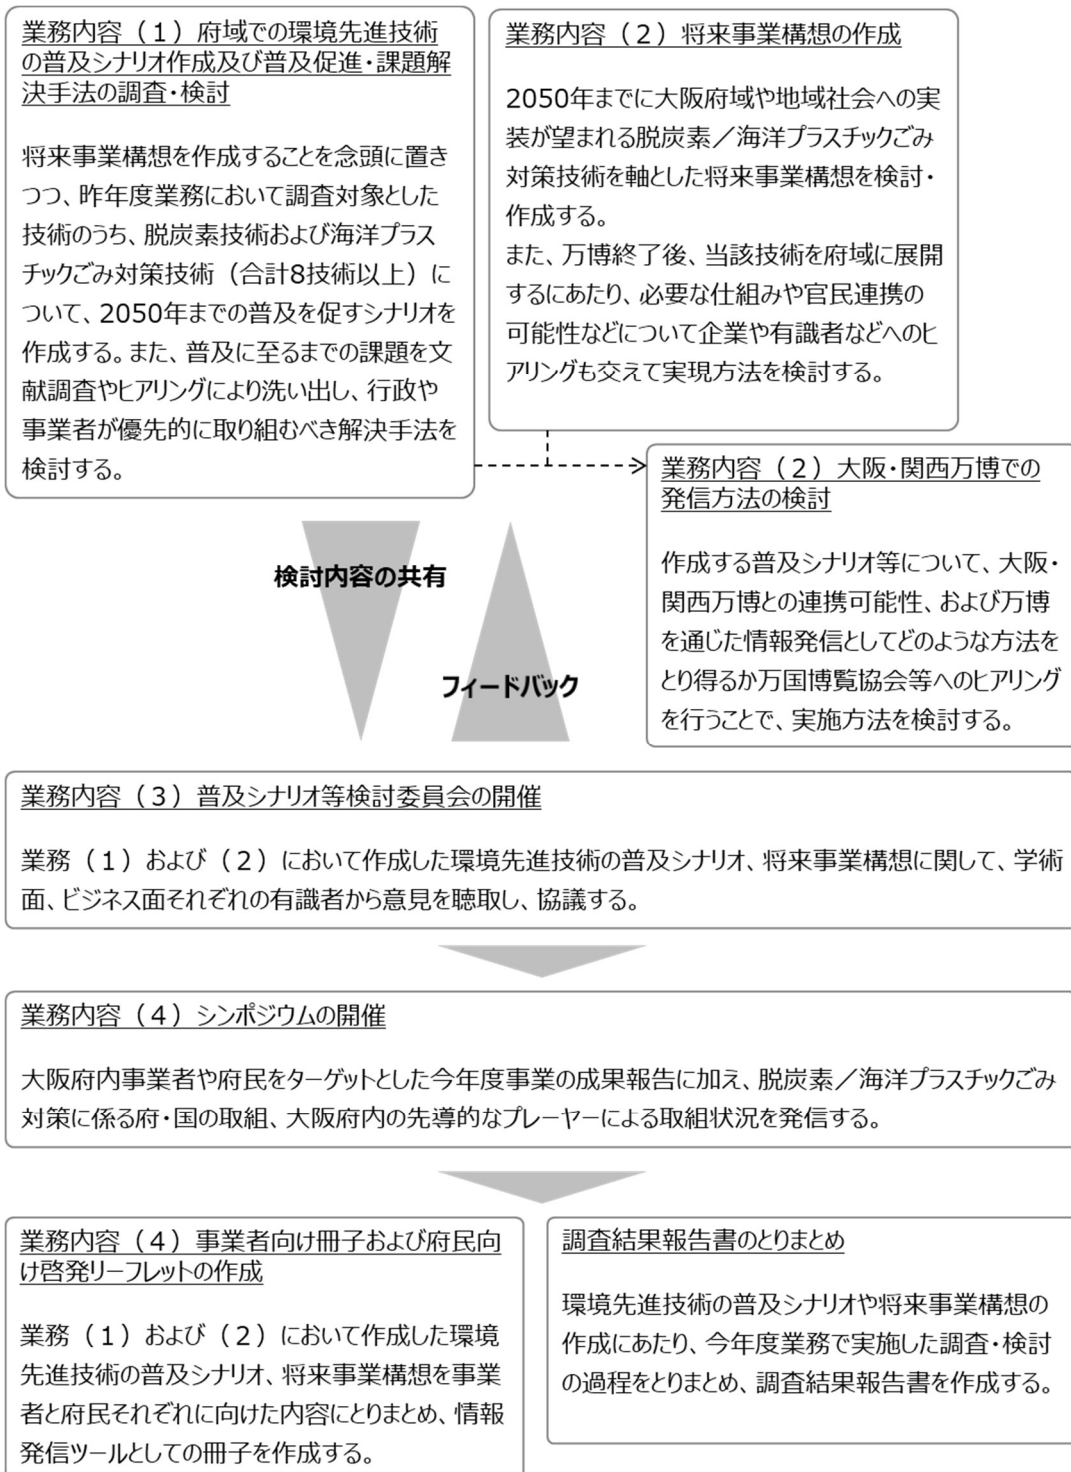 業務内容（１）府域での環境先進技術
の普及シナリオ作成及び普及促進・課題解
決手法の調査・検討
将来事業構想を作成することを念頭に置き
つつ、昨年度業務において調査対象とした
技術のうち、脱炭素技術および海洋プラス
チックごみ対策技術（合計8技術以上）に
ついて、2050年までの普及を促すシナリオを
作成する。また、普及に至るまでの課題を文
献調査やヒアリングにより洗い出し、行政や
事業者が優先的に取り組むべき解決手法を
検討する。
業務内容（２）将来事業構想の作成
2050年までに大阪府域や地域社会への実
装が望まれる脱炭素／海洋プラスチックごみ
対策技術を軸とした将来事業構想を検討・
作成する。
また、万博終了後、当該技術を府域に展開
するにあたり、必要な仕組みや官民連携の
可能性などについて企業や有識者などへのヒ
アリングも交えて実現方法を検討する。
業務内容（２）大阪・関西万博での
発信方法の検討
作成する普及シナリオ等について、大阪・
関西万博との連携可能性、および万博
を通じた情報発信としてどのような方法を
とり得るか万国博覧協会等へのヒアリング
を行うことで、実施方法を検討する。
検討内容の共有
フィードバック
業務内容（３）普及シナリオ等検討委員会の開催
業務（１）および（２）において作成した環境先進技術の普及シナリオ、将来事業構想に関して、学術
面、ビジネス面それぞれの有識者から意見を聴取し、協議する。
業務内容（４）シンポジウムの開催
大阪府内事業者や府民をターゲットとした今年度事業の成果報告に加え、脱炭素／海洋プラスチックごみ
対策に係る府・国の取組、大阪府内の先導的なプレーヤーによる取組状況を発信する。
業務内容（４）事業者向け冊子および府民向
け啓発リーフレットの作成
業務（１）および（２）において作成した環境
先進技術の普及シナリオ、将来事業構想を事業
者と府民それぞれに向けた内容にとりまとめ、情報
発信ツールとしての冊子を作成する。
調査結果報告書のとりまとめ
環境先進技術の普及シナリオや将来事業構想の
作成にあたり、今年度業務で実施した調査・検討
の過程をとりまとめ、調査結果報告書を作成する。